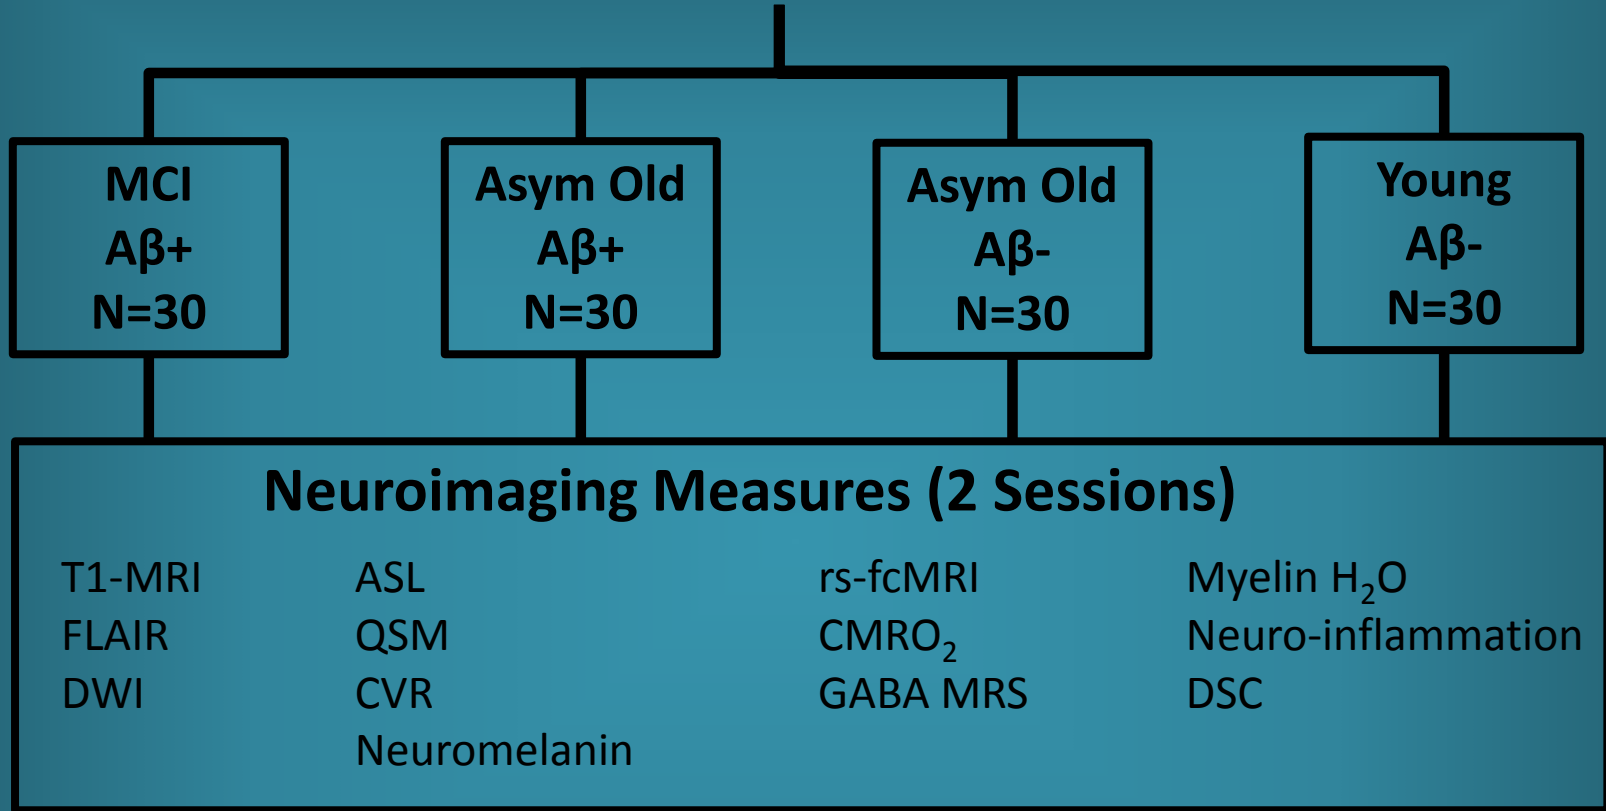 MCI
Aβ+
N=30
Asym Old
Aβ+
N=30
Asym Old
Aβ-
N=30
Young
Aβ-
N=30
Neuroimaging Measures (2 Sessions)
T1-MRI
FLAIR
DWI
ASL
QSM
CVR
Neuromelanin
rs-fcMRI
CMRO₂
GABA MRS
Myelin H₂O
Neuro-inflammation
DSC